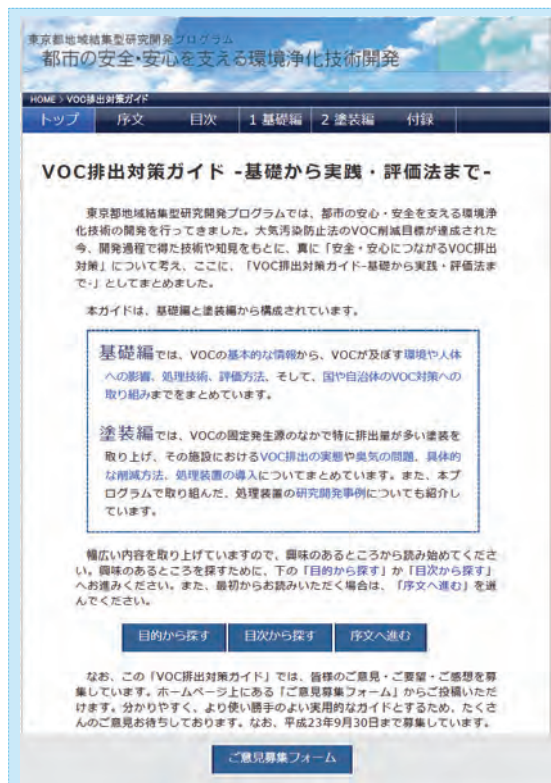 東京都地域結集型研究開発プログラム
都市の安全・安心を支える環境浄化技術開発
HOME > VOC排出対策ガイド
トップ 序文 目次 1 基礎編 2 塗装編 付録
VOC排出対策ガイド -基礎から実践・評価法まで-
東京都地域結集型研究開発プログラムでは、都市の安心・安全を支える環境浄
化技術の開発を行ってきました。大気汚染防止法のVOC削減目標が達成された
今、開発過程で得た技術や知見をもとに、真に「安全・安心につながるVOC排出
対策」について考え、ここに、「VOC排出対策ガイド-基礎から実践・評価法ま
で-」としてまとめました。
本ガイドは、基礎編と塗装編から構成されています。
基礎編では、VOCの基本的な情報から、VOCが及ぼす環境や人体
への影響、処理技術、評価方法、そして、国や自治体のVOC対策への
取り組みまでをまとめています。
塗装編では、VOCの固定発生源のなかで特に排出量が多い塗装を
取り上げ、その施設におけるVOC排出の実態や臭気の問題、具体的
な削減方法、処理装置の導入についてまとめています。また、本プ
ログラムで取り組んだ、処理装置の研究開発事例についても紹介し
ています。
幅広い内容を取り上げていますので、興味のあるところから読み始めてくださ
い。興味のあるところを探すために、下の「目的から探す」か「目次から探す」
へお進みください。また、最初からお読みいただく場合は、「序文へ進む」を選
んでください。
目的から探す 目次から探す 序文へ進む
なお、この「VOC排出対策ガイド」では、皆様のご意見・ご要望・ご感想を募
集しています。ホームページ上にある「ご意見募集フォーム」からご投稿いただ
けます。分かりやすく、より使い勝手のよい実用的なガイドとするため、たくさ
んのご意見お待ちしております。なお、平成23年9月30日まで募集しています。
ご意見募集フォーム